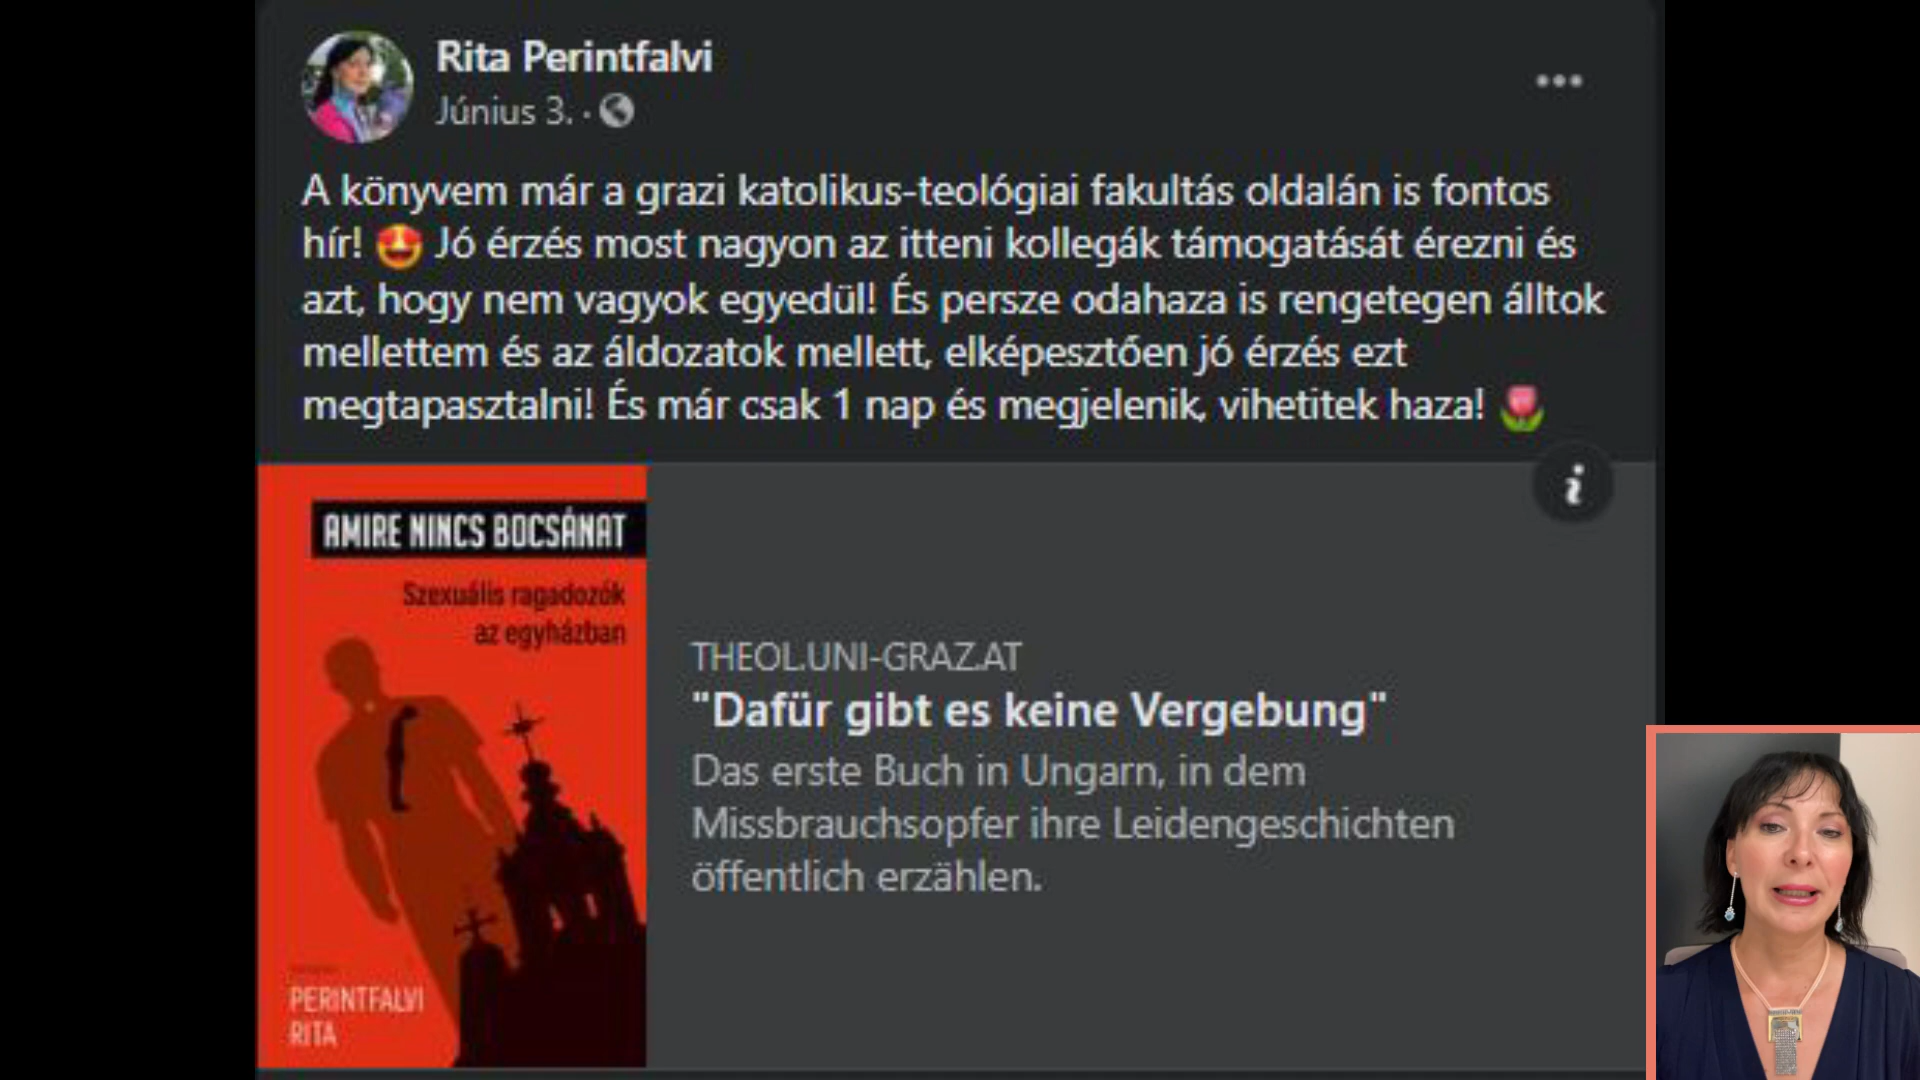 Rita Perintfalvi
Június 3. ·
A könyvem már a grazi katolikus-teológiai fakultás oldalán is fontos
hír! 🤩 Jó érzés most nagyon az itteni kollegák támogatását érezni és
azt, hogy nem vagyok egyedül! És persze odahaza is rengetegen álltok
mellettem és az áldozatok mellett, elképesztően jó érzés ezt
megtapasztalni! És már csak 1 nap és megjelenik, vihetitek haza! 🌷
AMIRE NINCS BOCSÁNAT
Szexuális ragadozók
az egyházban
PERINTFALVI
RITA
THEOL.UNI-GRAZ.AT
"Dafür gibt es keine Vergebung"
Das erste Buch in Ungarn, in dem
Missbrauchsopfer ihre Leidengeschichten
öffentlich erzählen.